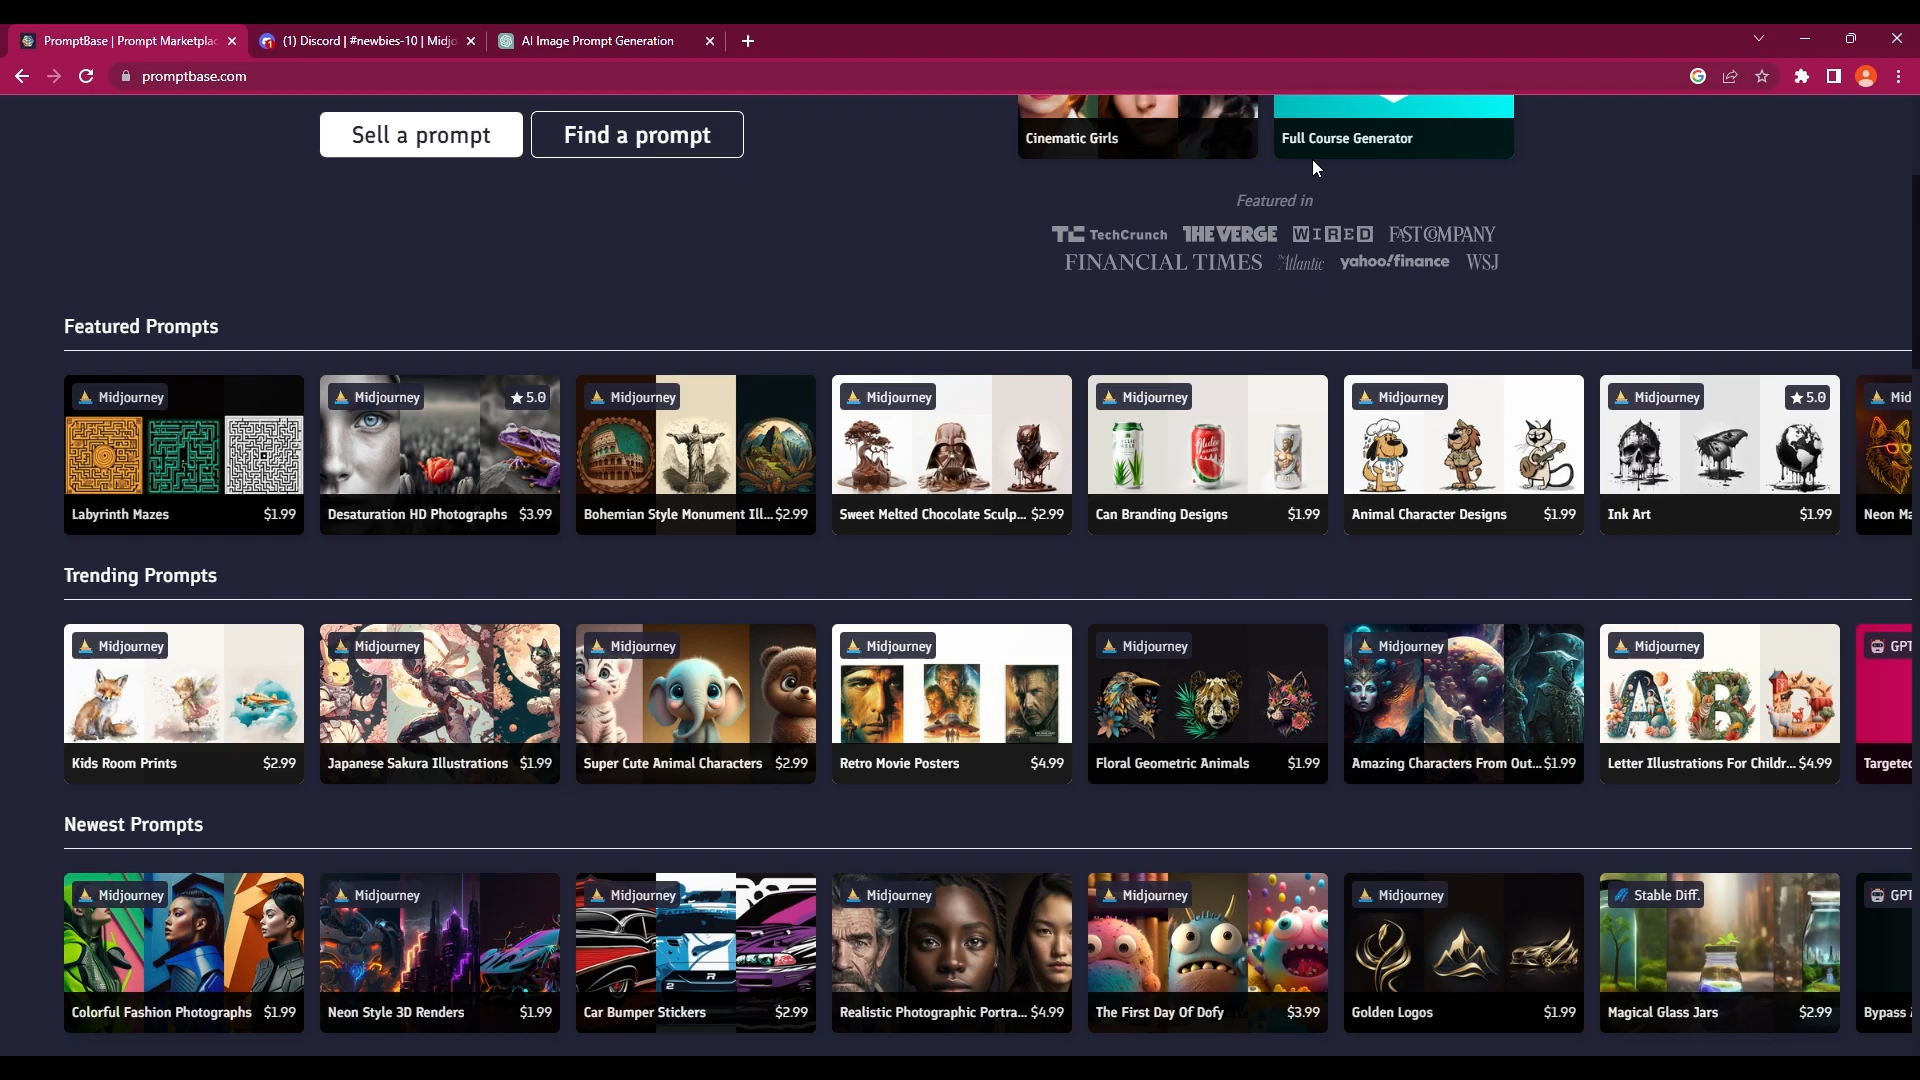 PromptBase | Prompt Marketplac
(1) Discord | #newbies-10 | Midjo
AI Image Prompt Generation
promptbase.com
Sell a prompt
Find a prompt
Cinematic Girls
Full Course Generator
Featured in
TC TechCrunch THE VERGE WIRED FAST COMPANY
FINANCIAL TIMES The Atlantic yahoo!finance WSJ
Featured Prompts
Midjourney
Midjourney ★ 5.0
Midjourney
Midjourney
Midjourney
Midjourney
Midjourney ★ 5.0
Mid
Labyrinth Mazes $1.99
Desaturation HD Photographs $3.99
Bohemian Style Monument Ill... $2.99
Sweet Melted Chocolate Sculp... $2.99
Can Branding Designs $1.99
Animal Character Designs $1.99
Ink Art $1.99
Neon Ma
Trending Prompts
Midjourney
Midjourney
Midjourney
Midjourney
Midjourney
Midjourney
Midjourney
GPT
Kids Room Prints $2.99
Japanese Sakura Illustrations $1.99
Super Cute Animal Characters $2.99
Retro Movie Posters $4.99
Floral Geometric Animals $1.99
Amazing Characters From Out... $1.99
Letter Illustrations For Childr... $4.99
Targeted
Newest Prompts
Midjourney
Midjourney
Midjourney
Midjourney
Midjourney
Midjourney
Stable Diff.
GPT
Colorful Fashion Photographs $1.99
Neon Style 3D Renders $1.99
Car Bumper Stickers $2.99
Realistic Photographic Portra... $4.99
The First Day Of Dofy $3.99
Golden Logos $1.99
Magical Glass Jars $2.99
Bypass